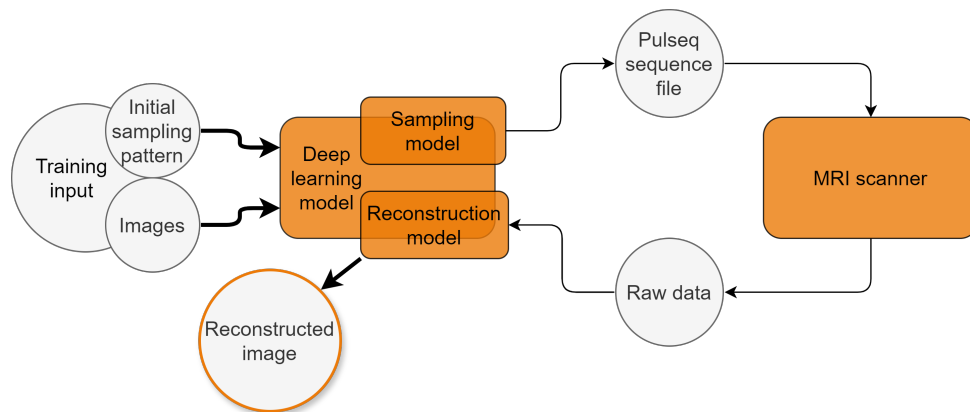 Training
input
Initial
sampling
pattern
Images
Deep
learning
model
Sampling
model
Reconstruction
model
Reconstructed
image
Pulseq
sequence
file
MRI scanner
Raw data